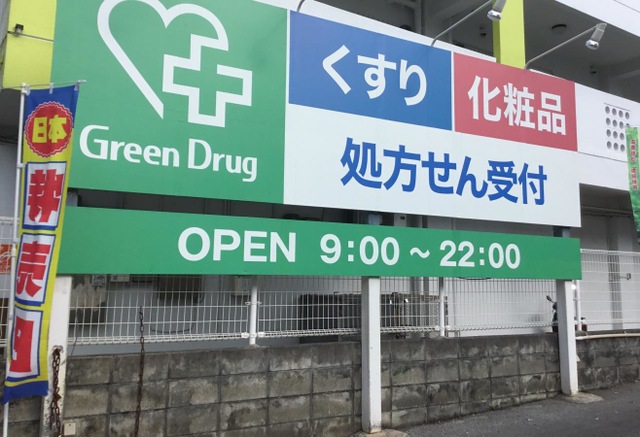 Green Drug
くすり
化粧品
処方せん受付
OPEN 9:00 ~ 22:00
本日
特売日